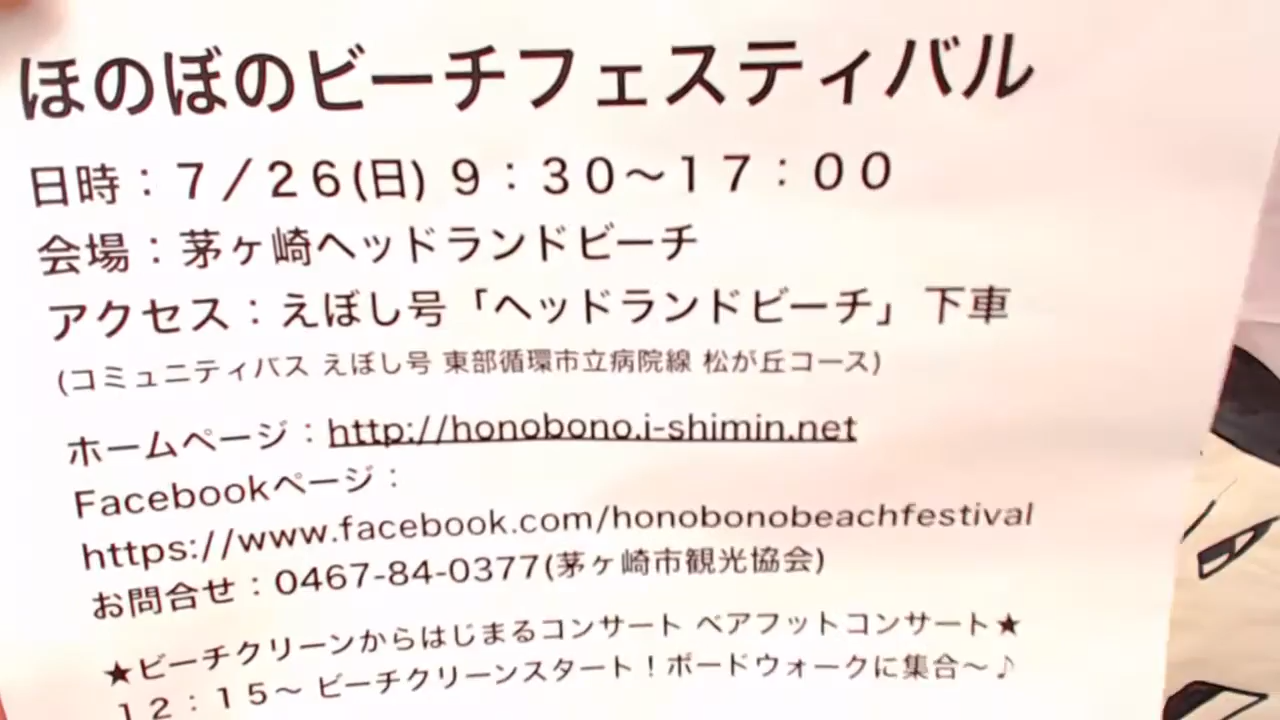 ほのぼのビーチフェスティバル
日時：７／２６(日) ９：３０〜１７：００
会場：茅ヶ崎ヘッドランドビーチ
アクセス：えぼし号「ヘッドランドビーチ」下車
(コミュニティバス えぼし号 東部循環市立病院線 松が丘コース)
ホームページ：http://honobono.i-shimin.net
Facebookページ：
https://www.facebook.com/honobonobeachfestival
お問合せ：0467-84-0377(茅ヶ崎市観光協会)
★ビーチクリーンからはじまるコンサート ベアフットコンサート★
１２：１５〜 ビーチクリーンスタート！ボードウォークに集合〜♪